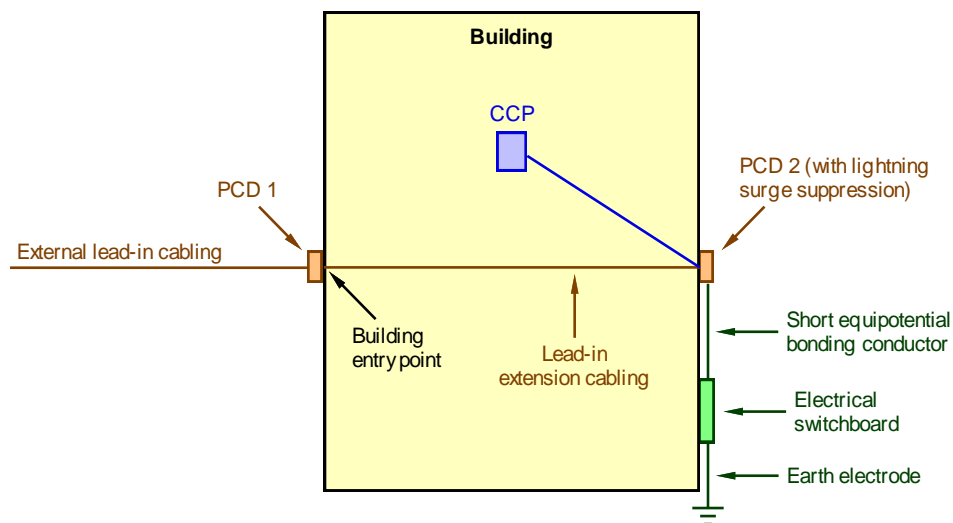 Building
CCP
PCD 1
PCD 2 (with lightning
surge suppression)
External lead-in cabling
Building
entry point
Lead-in
extension cabling
Short equipotential
bonding conductor
Electrical
switchboard
Earth electrode